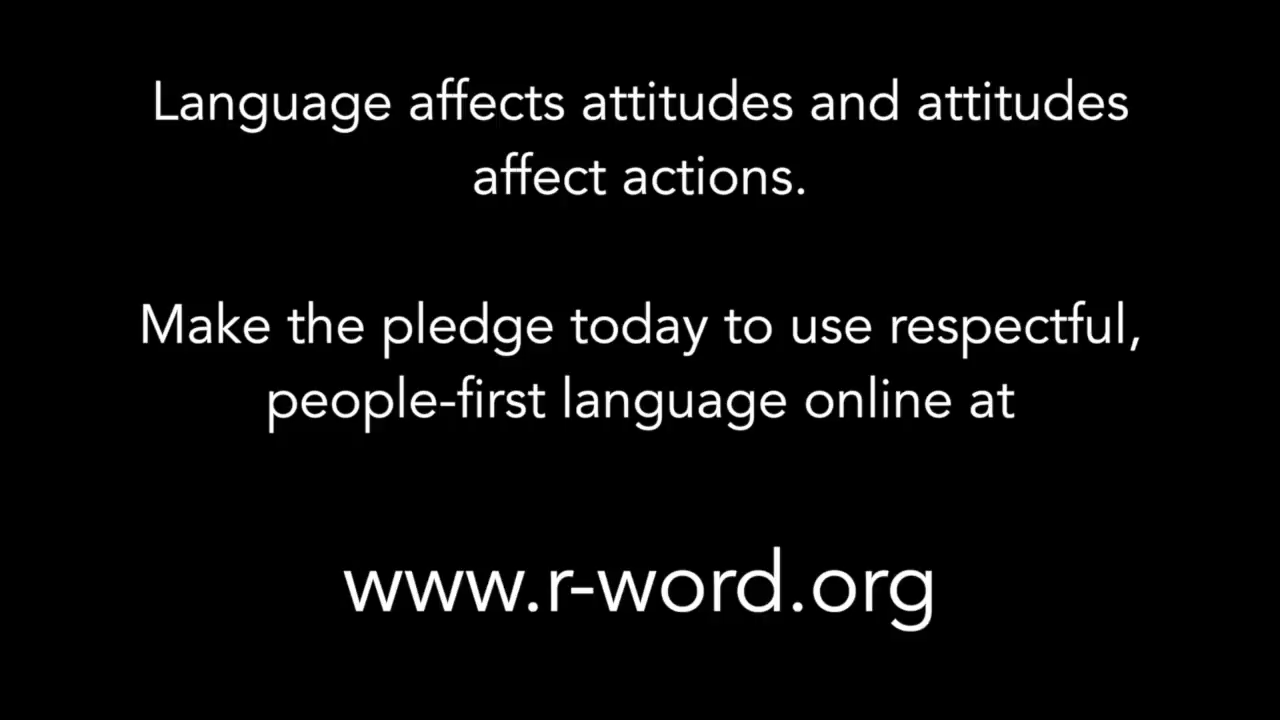 Language affects attitudes and attitudes
affect actions.
Make the pledge today to use respectful,
people-first language online at
www.r-word.org